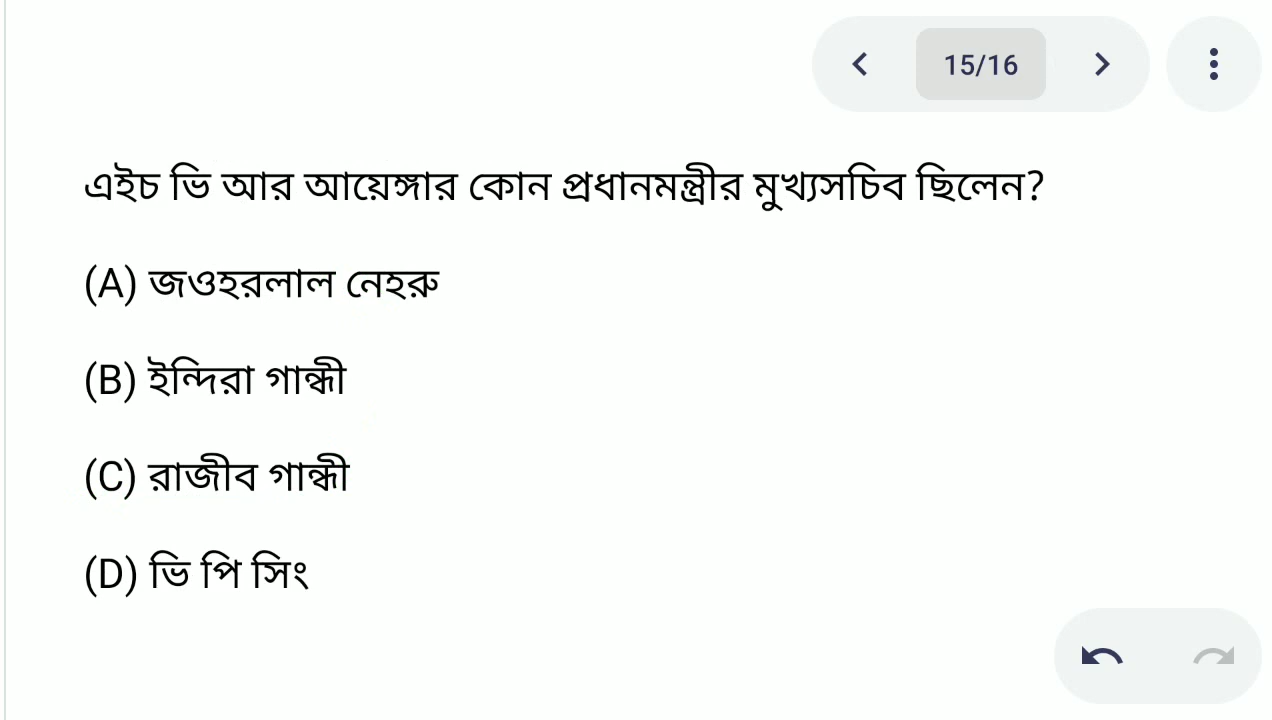 15/16
এইচ ভি আর আয়েঙ্গার কোন প্রধানমন্ত্রীর মুখ্যসচিব ছিলেন?
(A) জওহরলাল নেহরু
(B) ইন্দিরা গান্ধী
(C) রাজীব গান্ধী
(D) ভি পি সিং